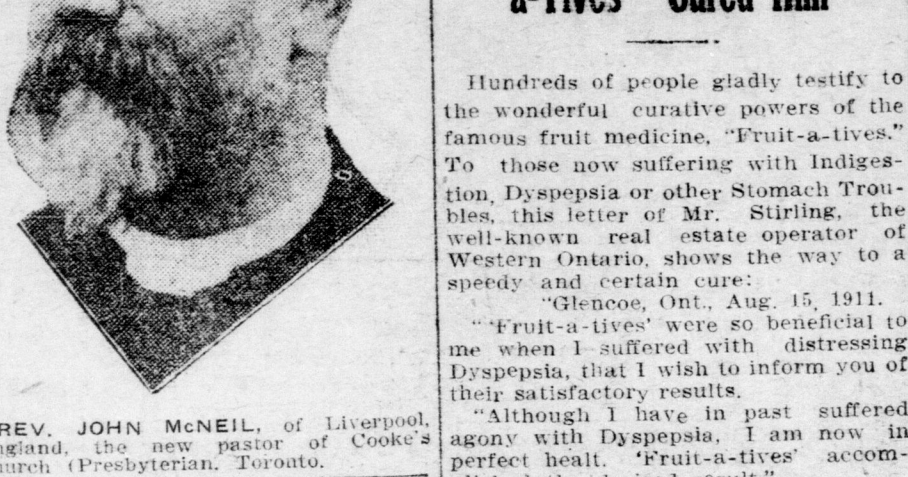 REV. JOHN McNEIL, of Liverpool,
ngland, the new pastor of Cooke's
urch (Presbyterian. Toronto.
a-tives" Cured Him
Hundreds of people gladly testify to
the wonderful curative powers of the
famous fruit medicine, "Fruit-a-tives."
To those now suffering with Indiges-
tion, Dyspepsia or other Stomach Trou-
bles, this letter of Mr. Stirling, the
well-known real estate operator of
Western Ontario, shows the way to a
speedy and certain cure:
"Glencoe, Ont., Aug. 15, 1911.
"'Fruit-a-tives' were so beneficial to
me when I suffered with distressing
Dyspepsia, that I wish to inform you of
their satisfactory results.
"Although I have in past suffered
agony with Dyspepsia, I am now in
perfect healt. 'Fruit-a-tives' accom-